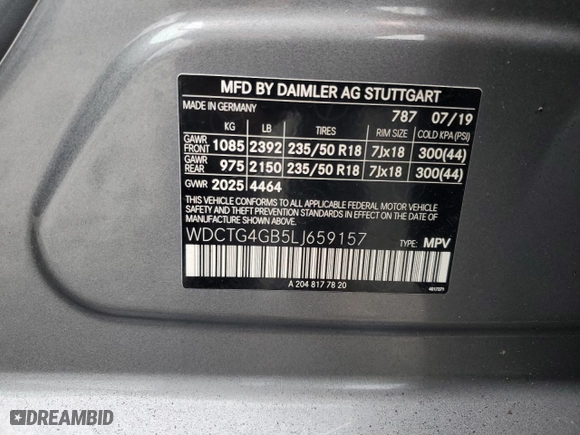 MFD BY DAIMLER AG STUTTGART
MADE IN GERMANY 787 07/19
KG LB TIRES RIM SIZE COLD KPA(PSI)
GAWR FRONT 1085 2392 235/50 R18 7Jx18 300(44)
GAWR REAR 975 2150 235/50 R18 7Jx18 300(44)
GVWR 2025 4464
THIS VEHICLE CONFORMS TO ALL APPLICABLE FEDERAL MOTOR VEHICLE
SAFETY, BUMPER, AND THEFT PREVENTION STANDARDS IN EFFECT ON THE DATE OF
MANUFACTURE SHOWN ABOVE.
WDCTG4GB5LJ659157 TYPE: MPV
A 204 817 78 20
DREAMBID